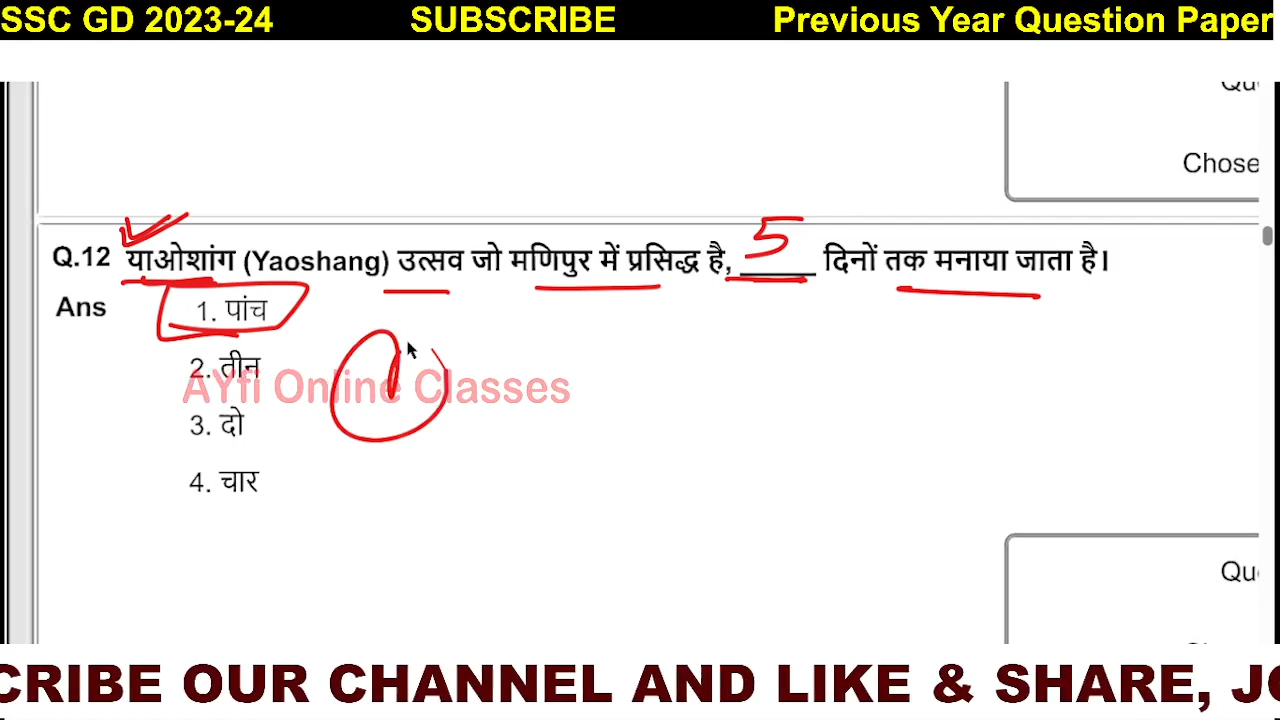 SSC GD 2023-24 SUBSCRIBE Previous Year Question Paper
Chose
Q.12 याओशांग (Yaoshang) उत्सव जो मणिपुर में प्रसिद्ध है, 5 दिनों तक मनाया जाता है।
Ans 1. पांच
2. तीन
AYfi Online Classes
3. दो
4. चार
CRIBE OUR CHANNEL AND LIKE & SHARE, JO